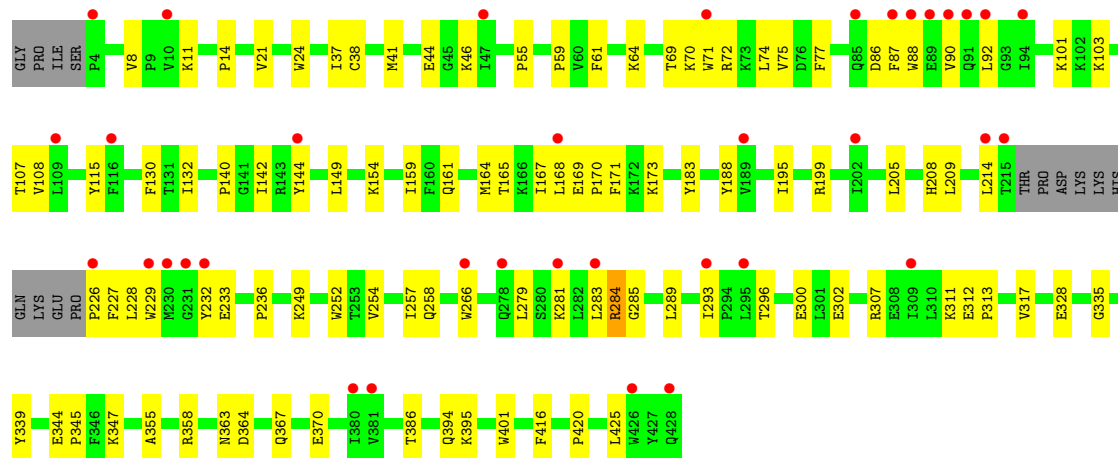 GLY PRO ILE SER P4 V8 P9 V10 K11 P14 V21 W24 I37 C38 M41 E44 G45 K46 I47 P55 P59 V60 F61 K64 T69 K70 W71 R72 K73 L74 V75 D76 F77 Q85 D86 F87 W88 E89 V90 Q91 L92 G93 I94 K101 K102 K103
T107 V108 L109 Y115 F116 F130 T131 I132 P140 G141 I142 R143 Y144 L149 K154 I159 F160 Q161 M164 T165 K166 I167 L168 E169 P170 F171 K172 K173 Y183 Y188 V189 I195 R199 I202 L205 H208 L209 L214 T215 THR PRO ASP LYS LYS HIS
GLN LYS GLU PRO P226 F227 L228 W229 M230 G231 Y232 E233 P236 K249 W252 T253 V254 I257 Q258 W266 Q278 L279 S280 K281 L282 L283 R284 G285 L289 I293 P294 L295 T296 E300 L301 E302 R307 E308 I309 L310 K311 E312 P313 V317 E328 G335
Y339 E344 P345 F346 K347 A355 R358 N363 D364 Q367 E370 I380 V381 T386 Q394 K395 W401 F416 P420 L425 W426 Y427 Q428